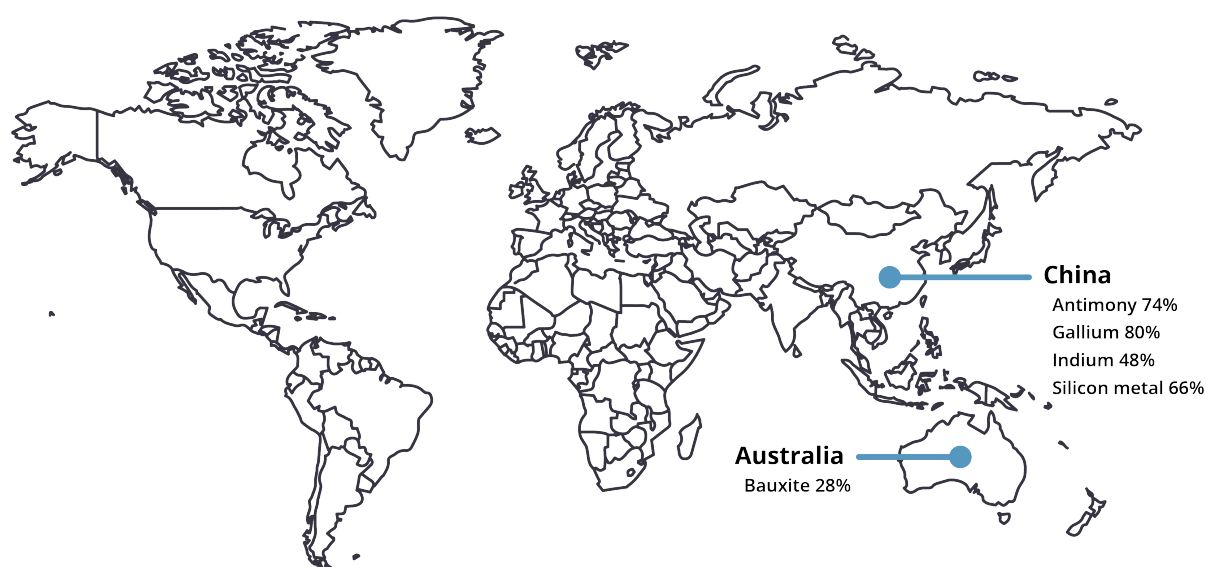 China
Antimony 74%
Gallium 80%
Indium 48%
Silicon metal 66%
Australia
Bauxite 28%